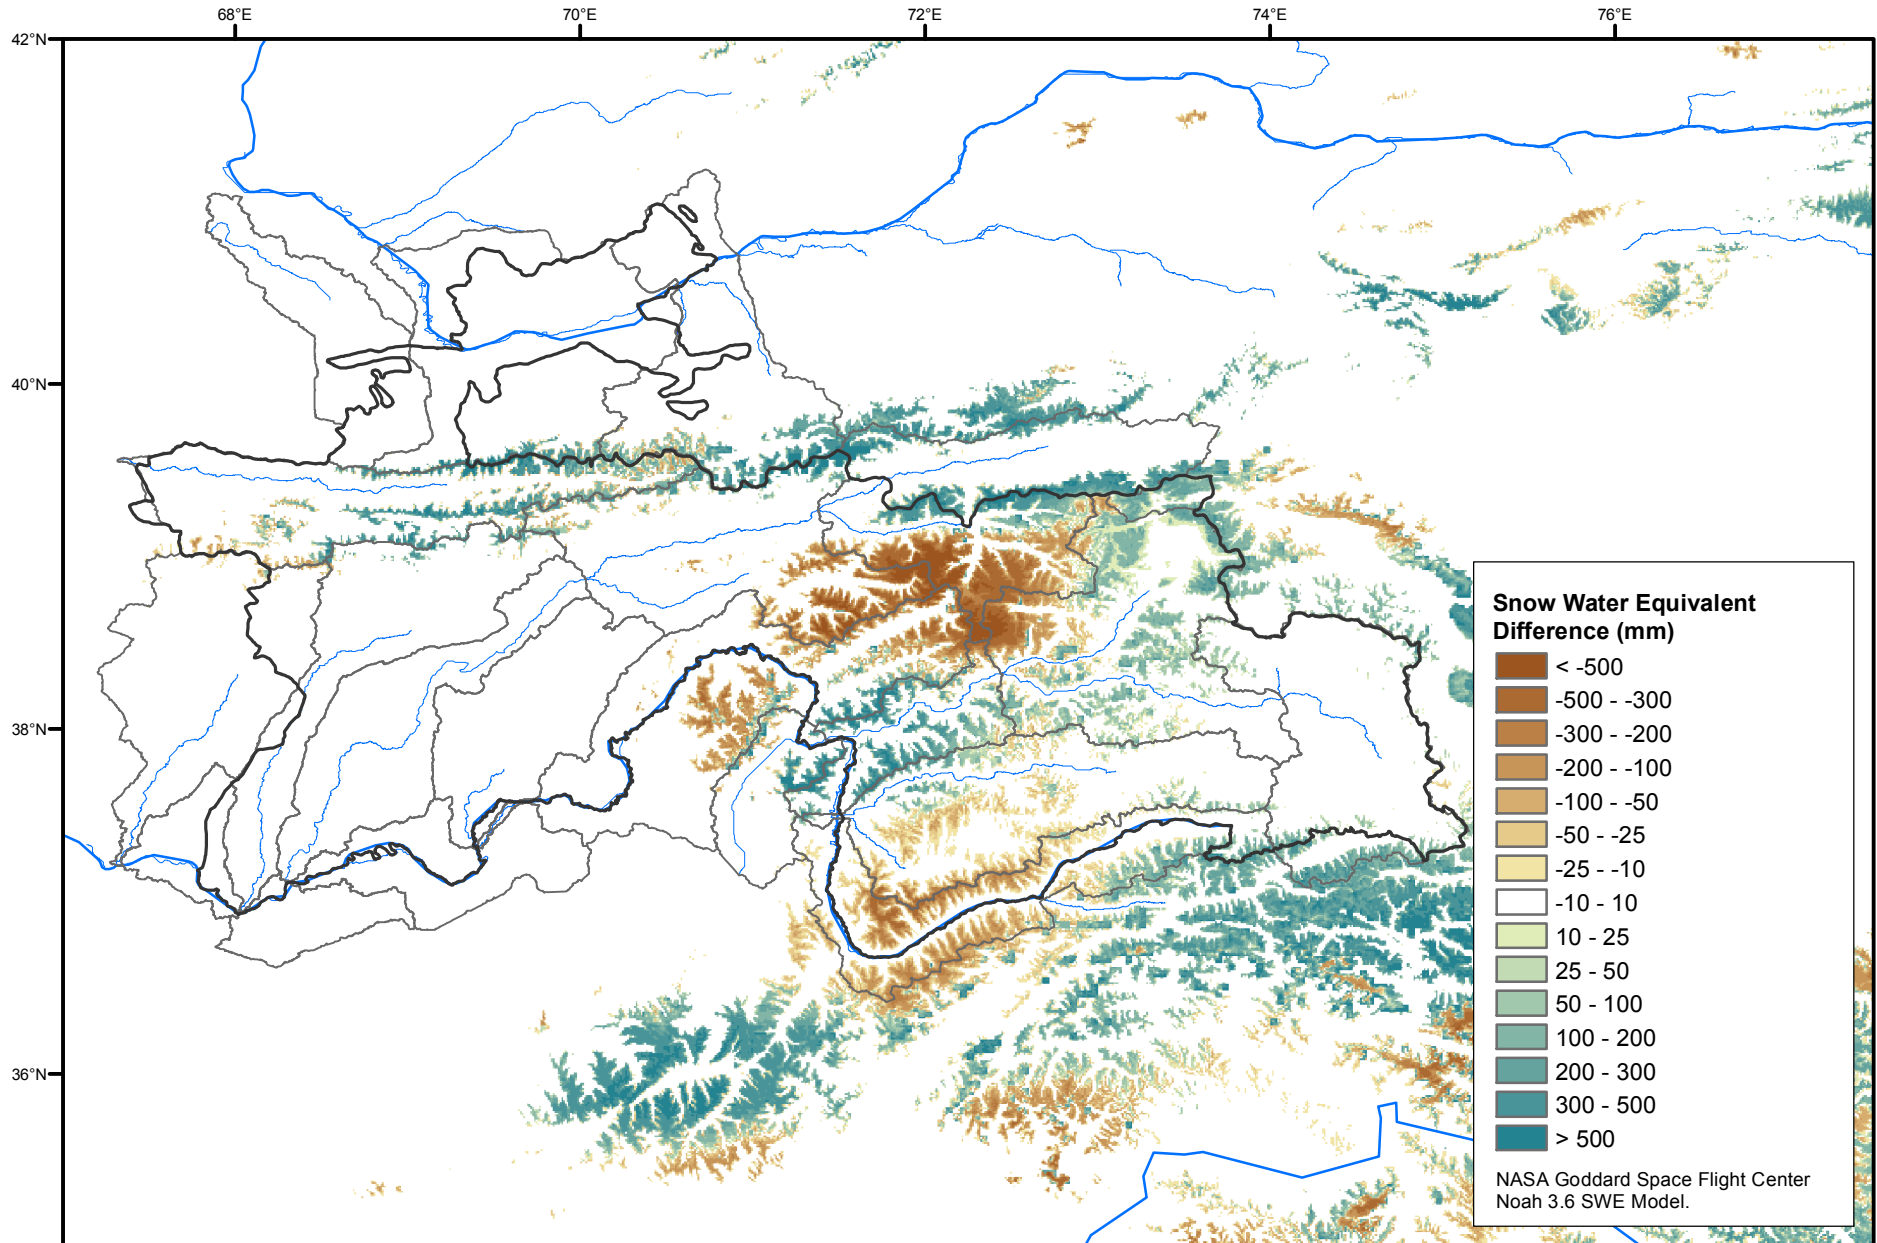 68°E
70°E
72°E
74°E
76°E
42°N
40°N
38°N
36°N
Snow Water Equivalent
Difference (mm)
< -500
-500 - -300
-300 - -200
-200 - -100
-100 - -50
-50 - -25
-25 - -10
-10 - 10
10 - 25
25 - 50
50 - 100
100 - 200
200 - 300
300 - 500
> 500
NASA Goddard Space Flight Center
Noah 3.6 SWE Model.